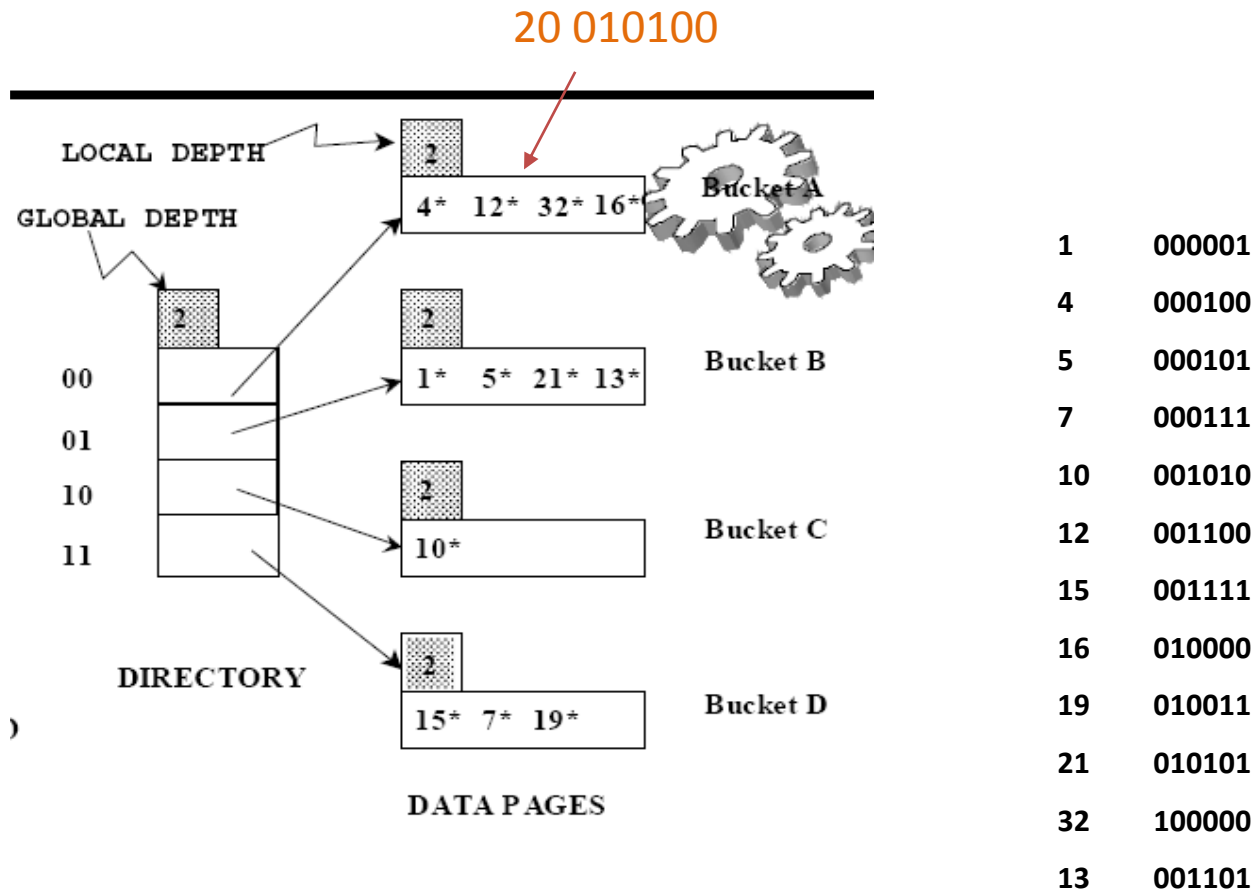 20 010100
LOCAL DEPTH
2
4* 12* 32* 16*
Bucket A
GLOBAL DEPTH
2
00
01
10
11
2
1* 5* 21* 13*
Bucket B
2
10*
Bucket C
DIRECTORY
2
15* 7* 19*
Bucket D
)
DATA PAGES
1 000001
4 000100
5 000101
7 000111
10 001010
12 001100
15 001111
16 010000
19 010011
21 010101
32 100000
13 001101